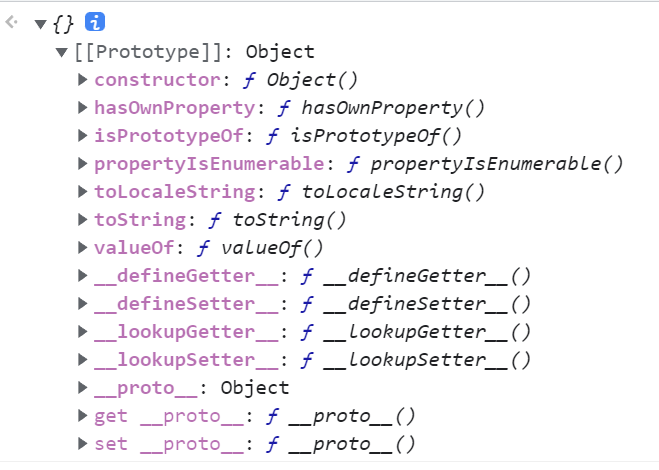 {} i
[[Prototype]]: Object
constructor: ƒ Object()
hasOwnProperty: ƒ hasOwnProperty()
isPrototypeOf: ƒ isPrototypeOf()
propertyIsEnumerable: ƒ propertyIsEnumerable()
toLocaleString: ƒ toLocaleString()
toString: ƒ toString()
valueOf: ƒ valueOf()
__defineGetter__: ƒ __defineGetter__()
__defineSetter__: ƒ __defineSetter__()
__lookupGetter__: ƒ __lookupGetter__()
__lookupSetter__: ƒ __lookupSetter__()
__proto__: Object
get __proto__: ƒ __proto__()
set __proto__: ƒ __proto__()